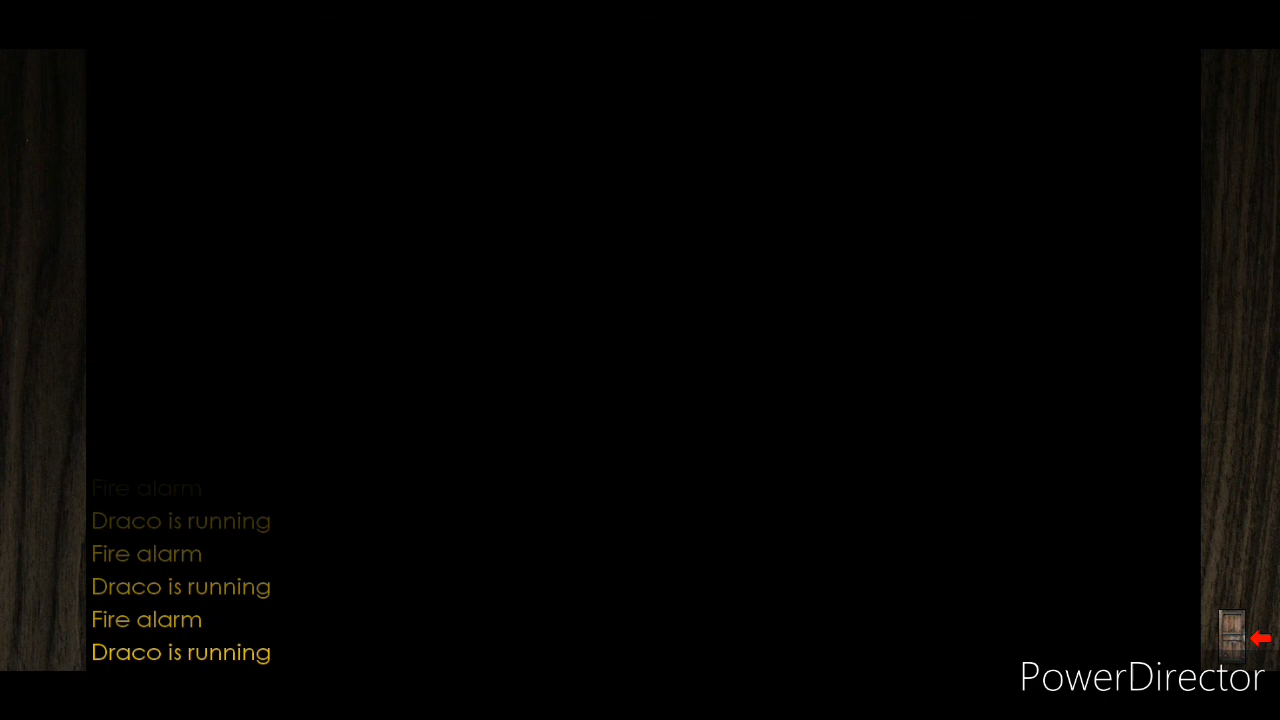 Fire alarm
Draco is running
Fire alarm
Draco is running
Fire alarm
Draco is running
PowerDirector